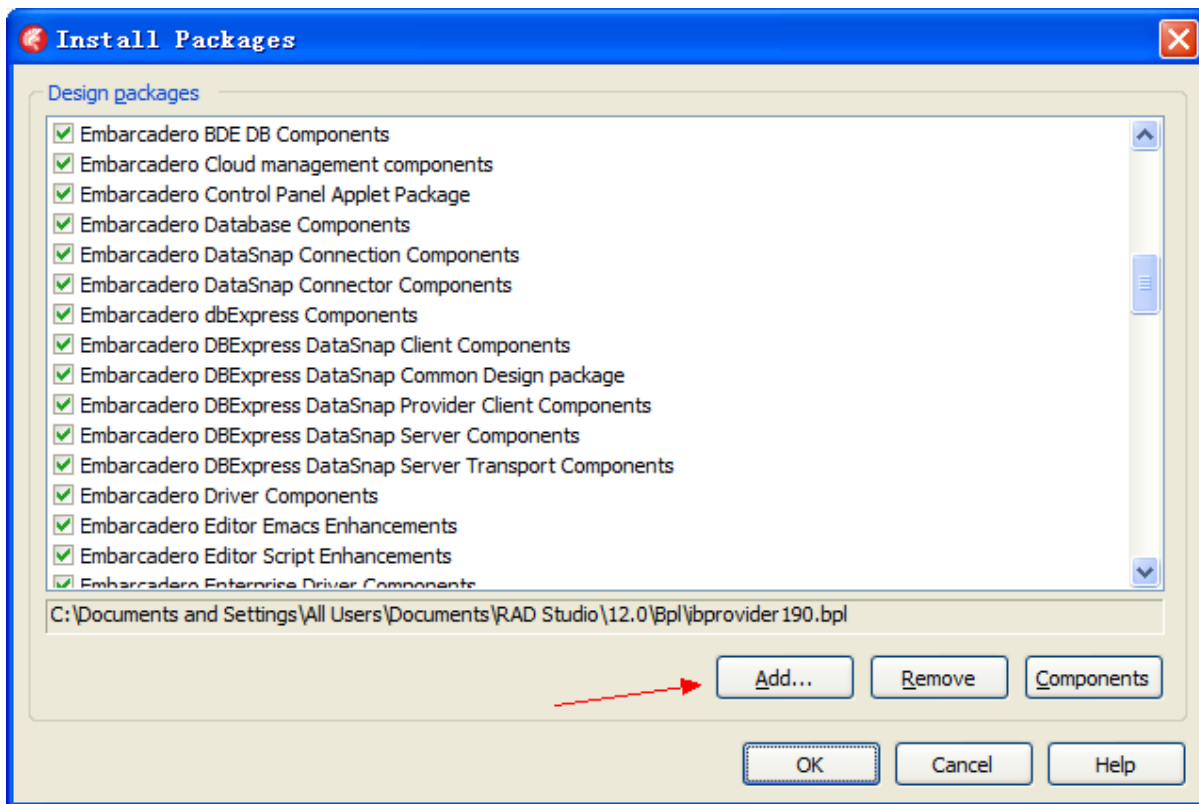 Install Packages
Design packages
Embarcadero BDE DB Components
Embarcadero Cloud management components
Embarcadero Control Panel Applet Package
Embarcadero Database Components
Embarcadero DataSnap Connection Components
Embarcadero DataSnap Connector Components
Embarcadero dbExpress Components
Embarcadero DBExpress DataSnap Client Components
Embarcadero DBExpress DataSnap Common Design package
Embarcadero DBExpress DataSnap Provider Client Components
Embarcadero DBExpress DataSnap Server Components
Embarcadero DBExpress DataSnap Server Transport Components
Embarcadero Driver Components
Embarcadero Editor Emacs Enhancements
Embarcadero Editor Script Enhancements
Embarcadero Enterprise Driver Components
C:\Documents and Settings\All Users\Documents\RAD Studio\12.0\Bpl\ibprovider190.bpl
Add... Remove Components
OK Cancel Help